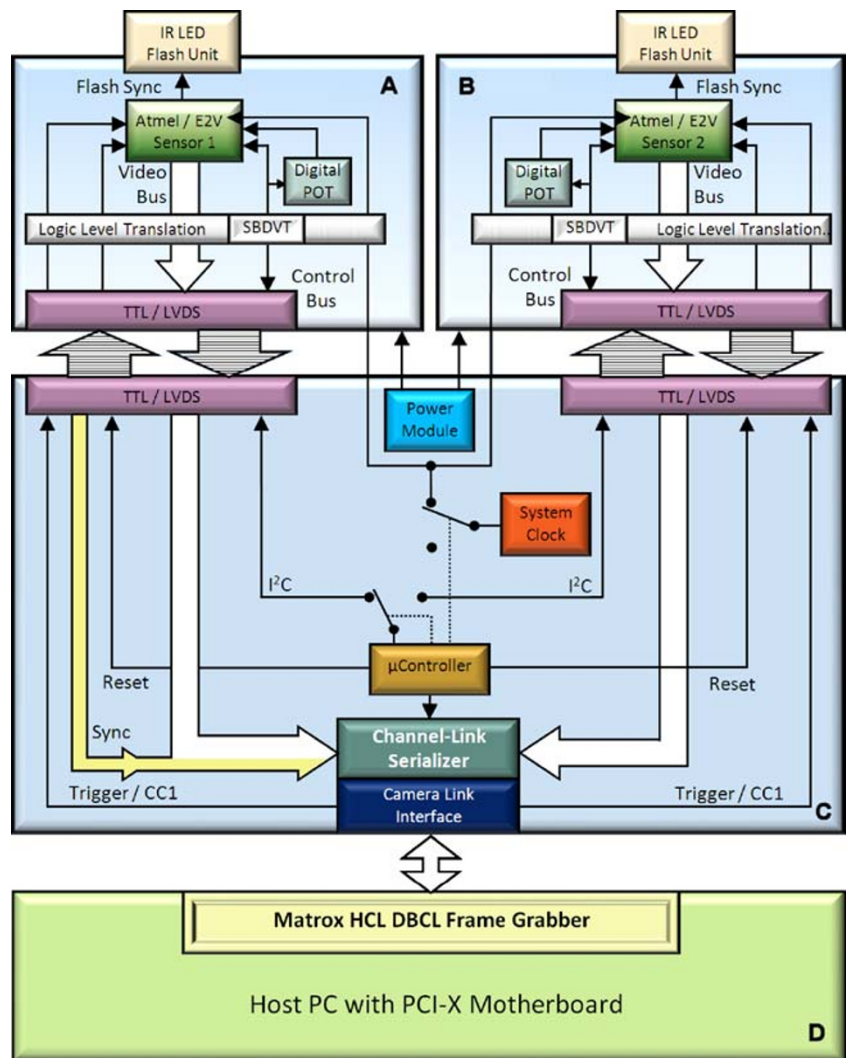 IR LED
Flash Unit
IR LED
Flash Unit
Flash Sync
A
B
Flash Sync
Atmel / E2V
Sensor 1
Atmel / E2V
Sensor 2
Video
Bus
Digital
POT
Digital
POT
Video
Bus
Logic Level Translation
SBDVT
SBDVT
Logic Level Translation..
Control
Bus
Control
Bus
TTL / LVDS
TTL / LVDS
TTL / LVDS
TTL / LVDS
Power
Module
System
Clock
I²C
I²C
µController
Reset
Reset
Sync
Channel-Link
Serializer
Trigger / CC1
Camera Link
Interface
Trigger / CC1
C
Matrox HCL DBCL Frame Grabber
Host PC with PCI-X Motherboard
D